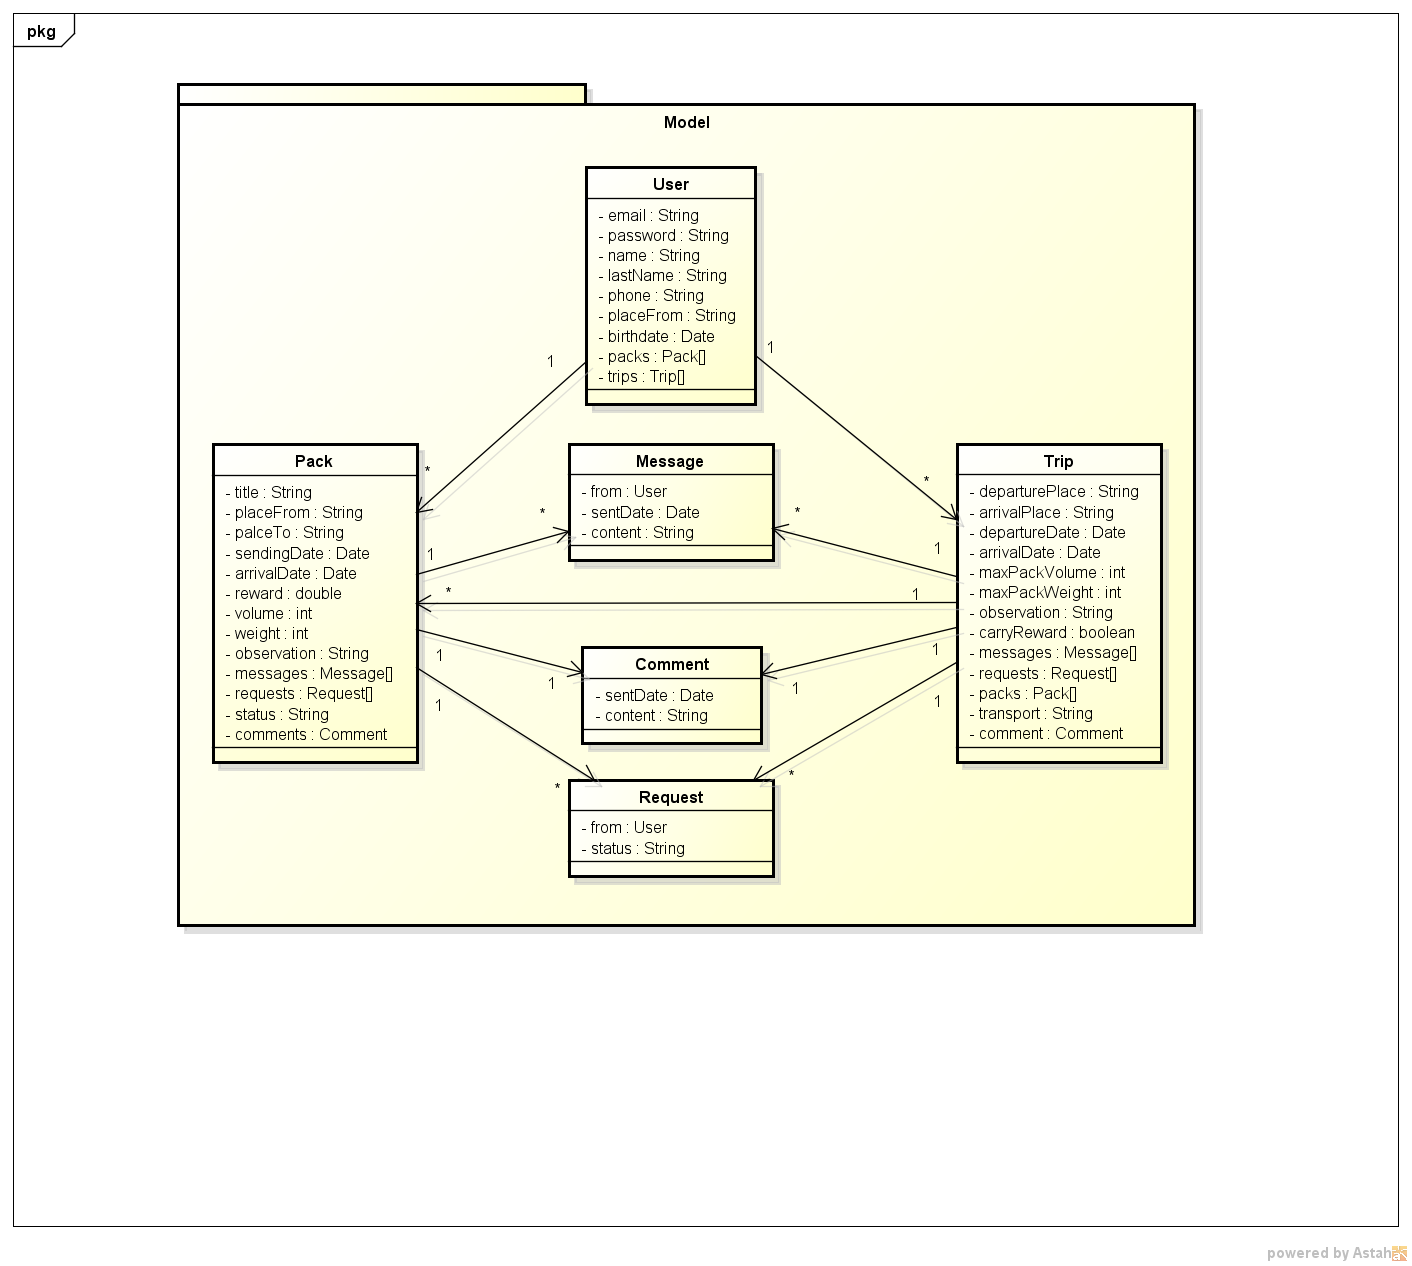 pkg
Model
User
- email : String
- password : String
- name : String
- lastName : String
- phone : String
- placeFrom : String
- birthdate : Date
- packs : Pack[]
- trips : Trip[]
1
1
*
*
Pack
- title : String
- placeFrom : String
- palceTo : String
- sendingDate : Date
- arrivalDate : Date
- reward : double
- volume : int
- weight : int
- observation : String
- messages : Message[]
- requests : Request[]
- status : String
- comments : Comment
Message
- from : User
- sentDate : Date
- content : String
Trip
- departurePlace : String
- arrivalPlace : String
- departureDate : Date
- arrivalDate : Date
- maxPackVolume : int
- maxPackWeight : int
- observation : String
- carryReward : boolean
- messages : Message[]
- requests : Request[]
- packs : Pack[]
- transport : String
- comment : Comment
*
*
1
1
*
1
1
1
1
1
1
1
*
*
Comment
- sentDate : Date
- content : String
Request
- from : User
- status : String
powered by Astah